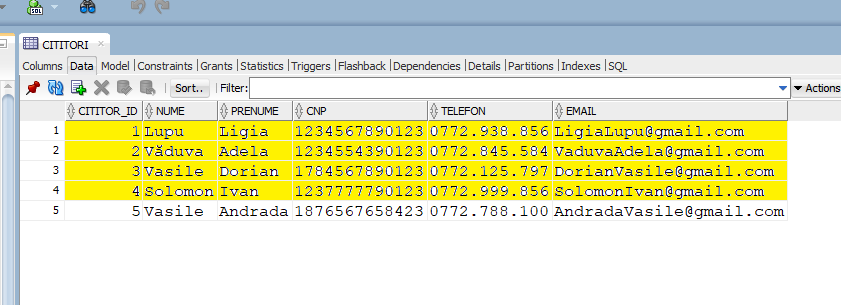 SQL
CITITORI
Columns Data Model Constraints Grants Statistics Triggers Flashback Dependencies Details Partitions Indexes SQL
Sort.. Filter: Actions
CITITOR_ID NUME PRENUME CNP TELEFON EMAIL
1 1 Lupu Ligia 1234567890123 0772.938.856 LigiaLupu@gmail.com
2 2 Văduva Adela 1234554390123 0772.845.584 VaduvaAdela@gmail.com
3 3 Vasile Dorian 1784567890123 0772.125.797 DorianVasile@gmail.com
4 4 Solomon Ivan 1237777790123 0772.999.856 SolomonIvan@gmail.com
5 5 Vasile Andrada 1876567658423 0772.788.100 AndradaVasile@gmail.com